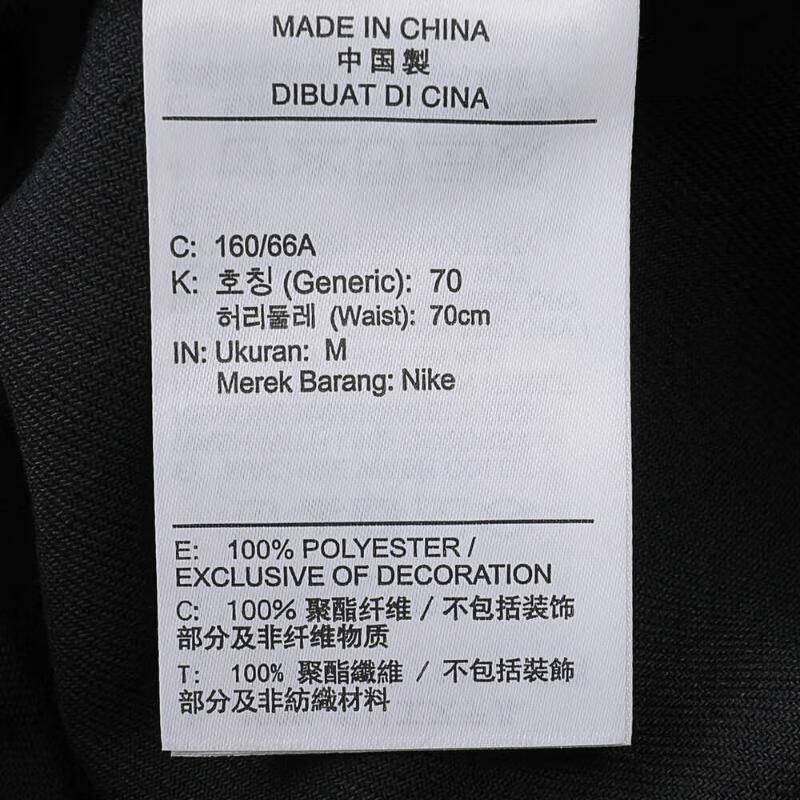 MADE IN CHINA
中国製
DIBUAT DI CINA
C: 160/66A
K: 호칭 (Generic): 70
허리둘레 (Waist): 70cm
IN: Ukuran: M
Merek Barang: Nike
E: 100% POLYESTER /
EXCLUSIVE OF DECORATION
C: 100% 聚酯纤维 / 不包括装饰
部分及非纤维物质
T: 100% 聚酯纖維 / 不包括裝飾
部分及非紡織材料